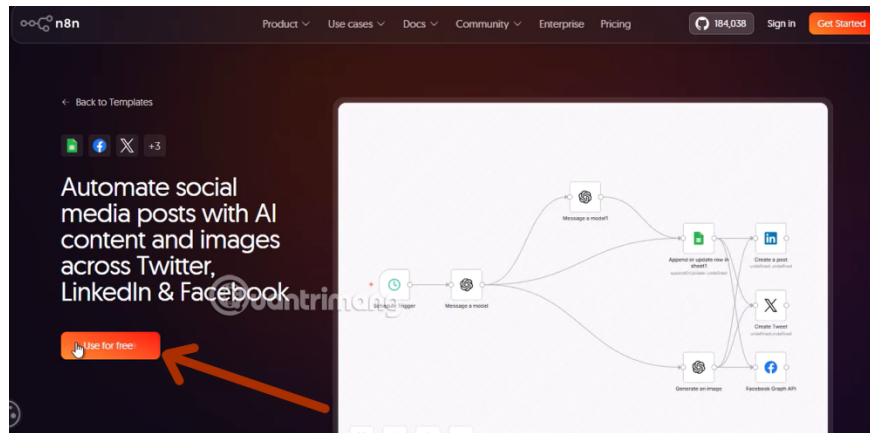 n8n
Product
Use cases
Docs
Community
Enterprise
Pricing
184,038
Sign in
Get Started
← Back to Templates
+3
Automate social
media posts with AI
content and images
across Twitter,
LinkedIn & Facebook
Use for free
Message a model1
Schedule Trigger
Message a model
Append or update row in
sheet1
Create a post
Create Tweet
Generate an image
Facebook Graph API
uantrimang